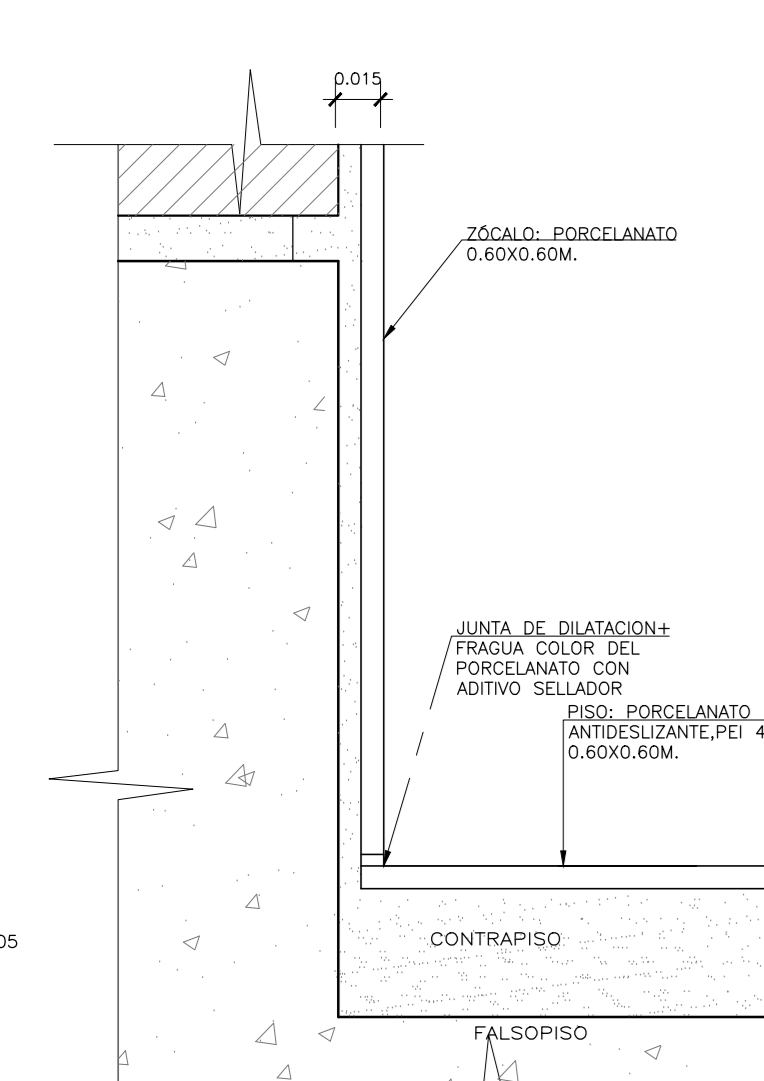 0.015
ZÓCALO: PORCELANATO
0.60X0.60M.
JUNTA DE DILATACION+
FRAGUA COLOR DEL
PORCELANATO CON
ADITIVO SELLADOR
PISO: PORCELANATO
ANTIDESLIZANTE,PEI 4
0.60X0.60M.
05
CONTRAPISO
FALSOPISO